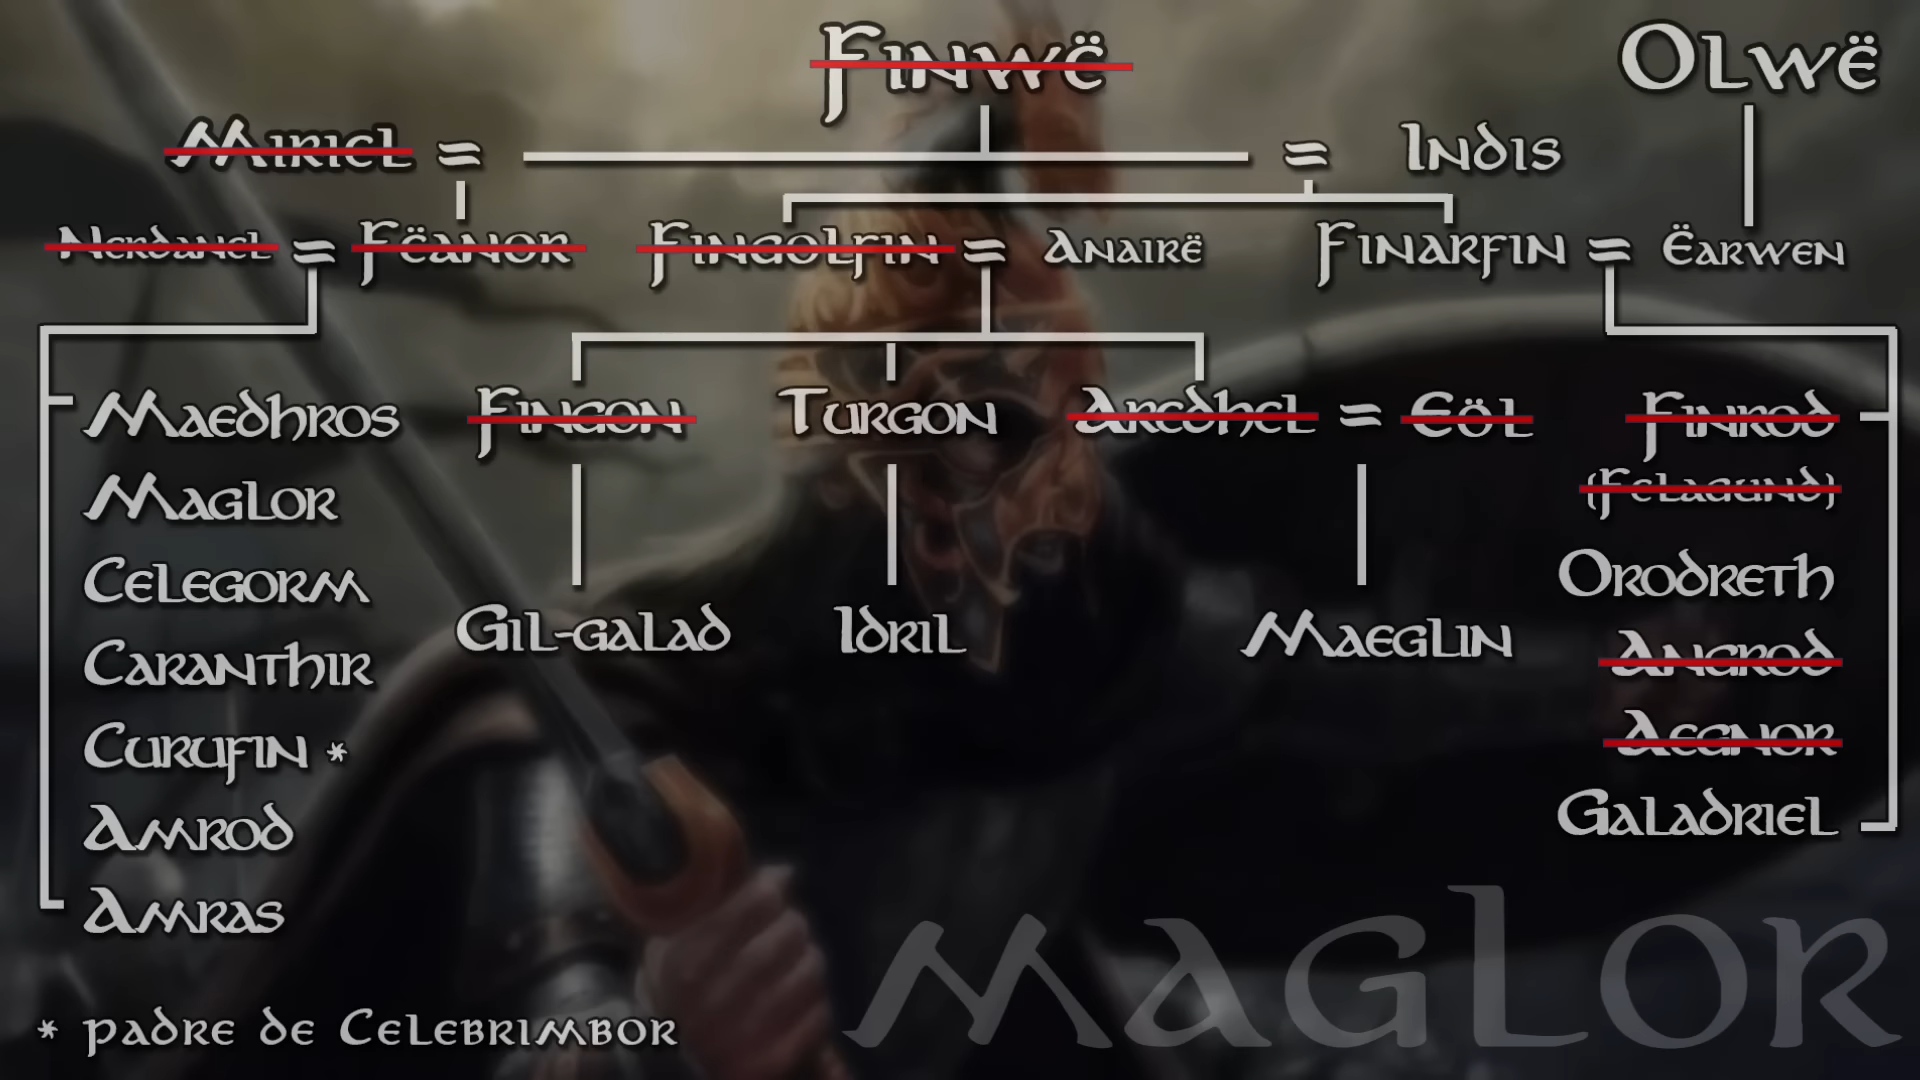 Finwë
Olwë
Miriel = = Indis
Nerdanel = Fëanor Fingolfin = Anairë Finarfin = Ëarwen
Maedhros Fingon Turgon Aredhel = Eöl Finrod
Maglor (Felagund)
Celegorm Orodreth
Caranthir Gil-galad Idril Maeglin Angrod
Curufin * Aegnor
Amrod Galadriel
Amras
* padre de Celebrimbor
Maglor